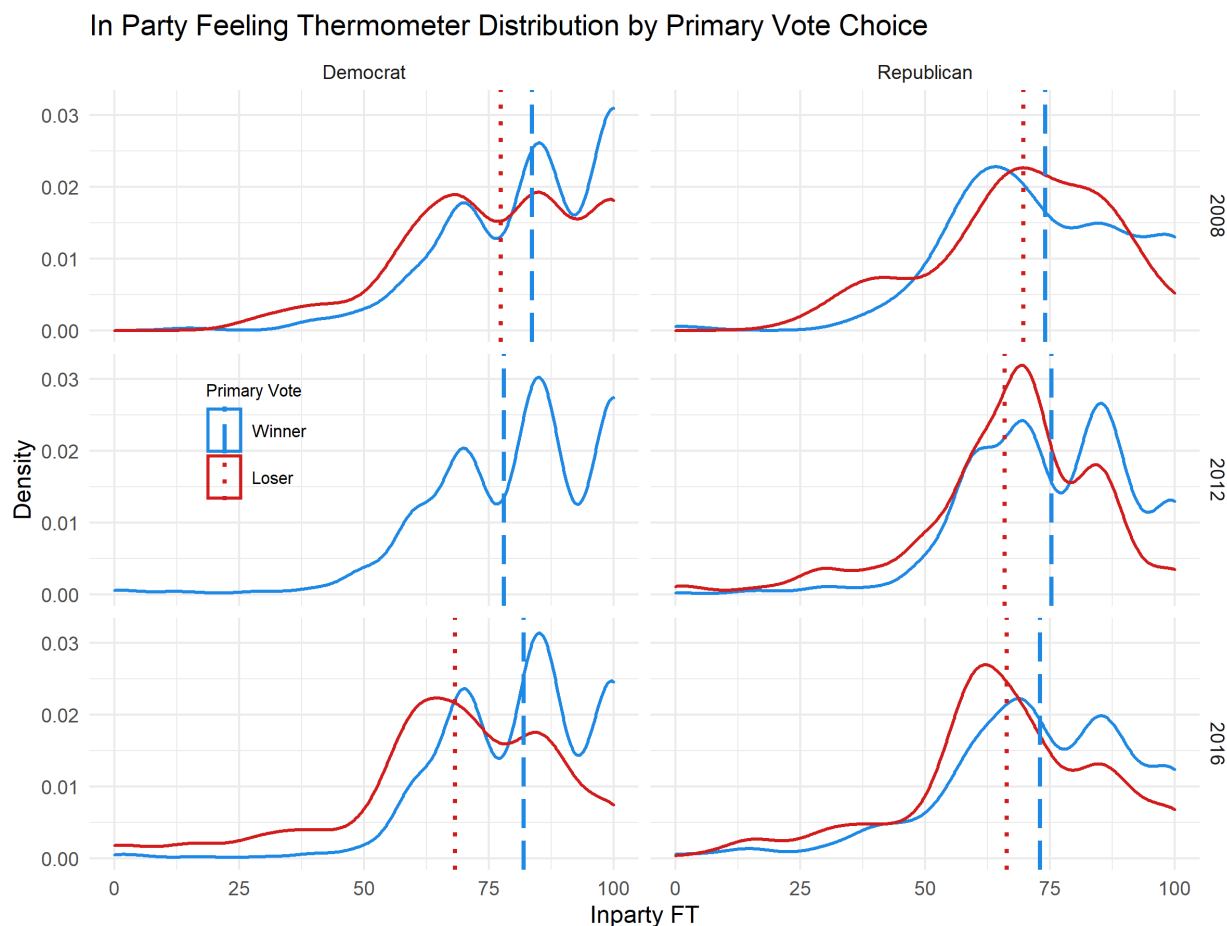 In Party Feeling Thermometer Distribution by Primary Vote Choice
Democrat
Republican
0.03
0.02
0.01
0.00
2008
0.03
0.02
0.01
0.00
Primary Vote
Winner
Loser
2012
Density
0.03
0.02
0.01
0.00
2016
0 25 50 75 100
0 25 50 75 100
Inparty FT